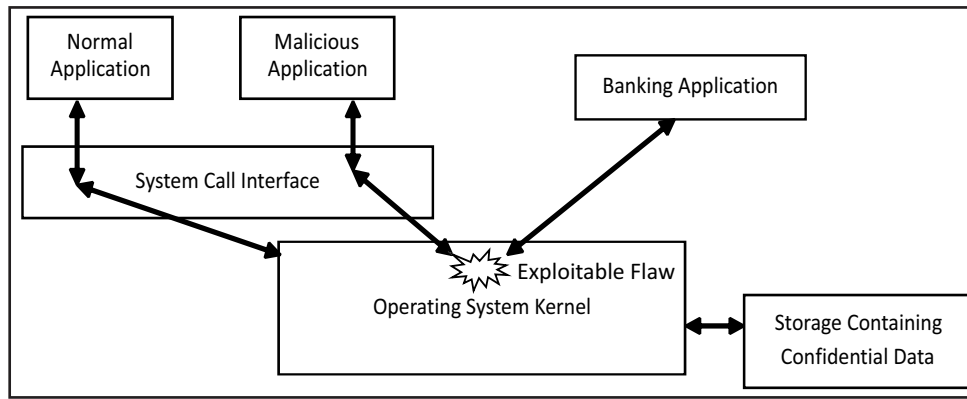 Normal
Application
Malicious
Application
Banking Application
System Call Interface
Exploitable Flaw
Operating System Kernel
Storage Containing
Confidential Data